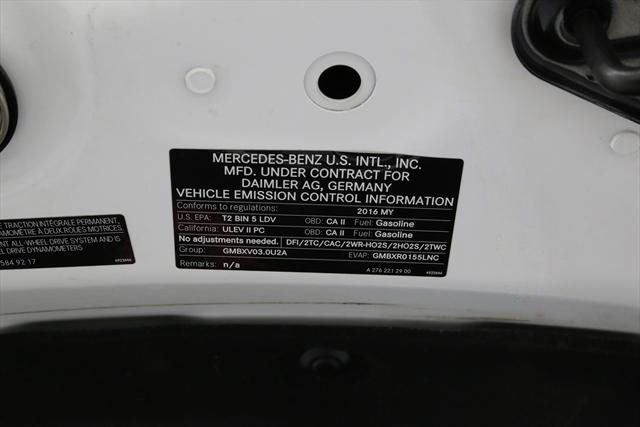 MERCEDES-BENZ U.S. INTL., INC.
MFD. UNDER CONTRACT FOR
DAIMLER AG, GERMANY
VEHICLE EMISSION CONTROL INFORMATION
Conforms to regulations: 2016 MY
U.S. EPA: T2 BIN 5 LDV OBD: CA II Fuel: Gasoline
California: ULEV II PC OBD: CA II Fuel: Gasoline
No adjustments needed. DFI/2TC/CAC/2WR-HO2S/2HO2S/2TWC
Group: GMBXV03.0U2A EVAP: GMBXR0155LNC
Remarks: n/a A 276 221 29 00
TRACTION INTÉGRALE PERMANENT.
MOMÈTRE A DEUX ROUES MOTRICES.
NT ALL-WHEEL DRIVE SYSTEM AND IS
L DRIVE DYNAMOMETERS
584 92 17